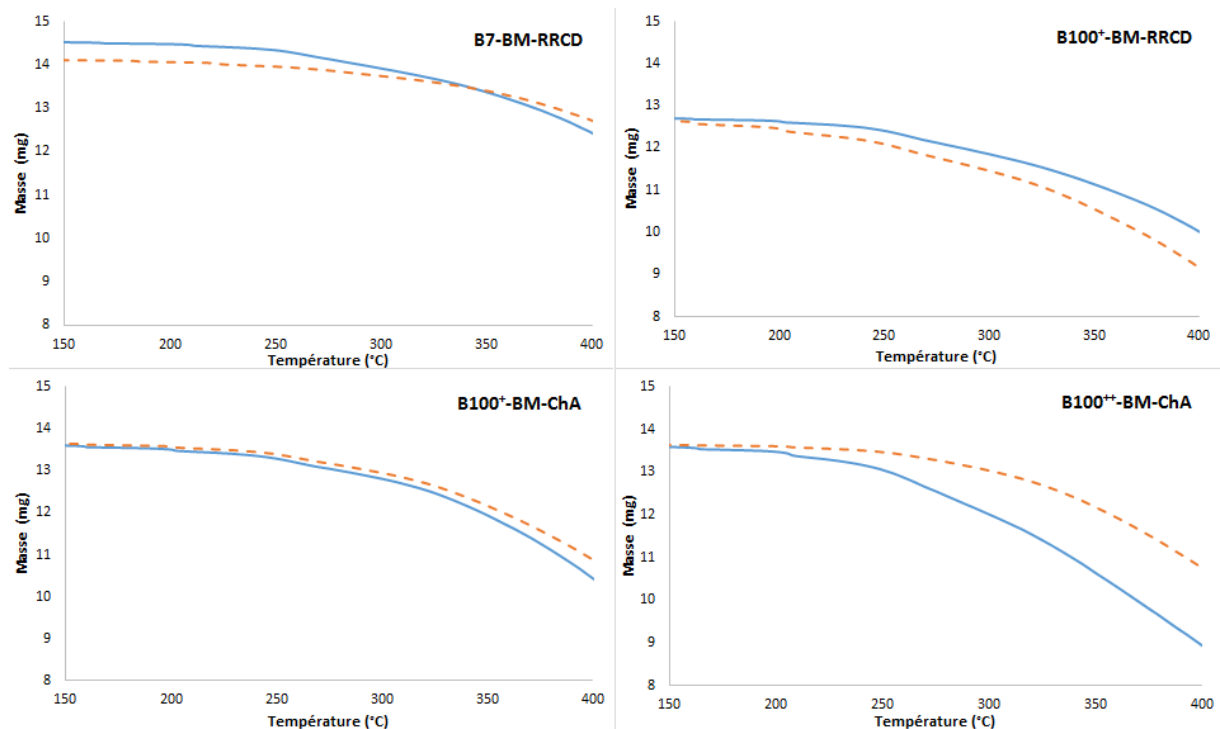 B7-BM-RRCD
Masse (mg)
15
14
13
12
11
10
9
8
150 200 250 300 350 400
Température (°C)
B100⁺-BM-RRCD
Masse (mg)
15
14
13
12
11
10
9
8
150 200 250 300 350 400
Température (°C)
B100⁺-BM-ChA
Masse (mg)
15
14
13
12
11
10
9
8
150 200 250 300 350 400
Température (°C)
B100⁺⁺-BM-ChA
Masse (mg)
15
14
13
12
11
10
9
8
150 200 250 300 350 400
Température (°C)